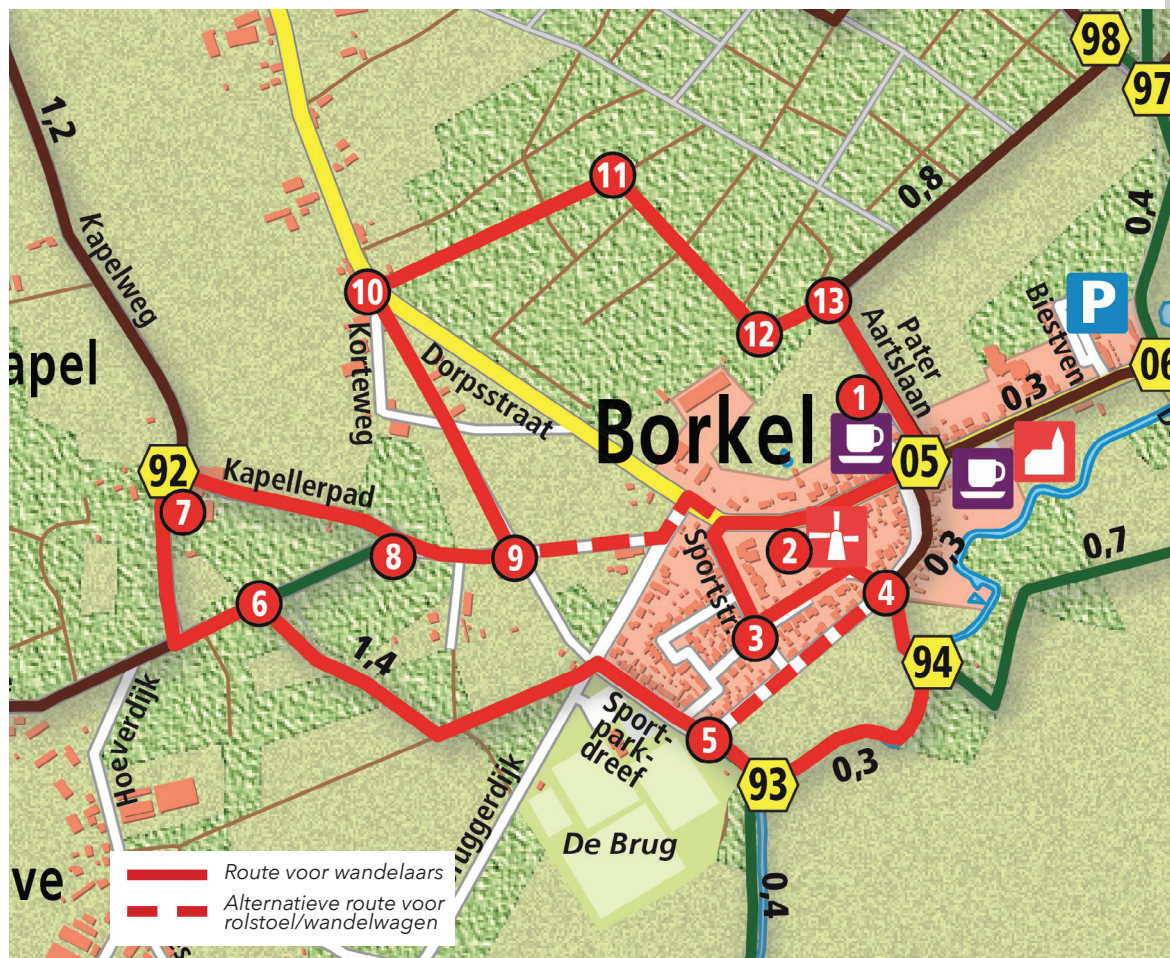 98
97
1,2
11
0,8
0,4
Kapelweg
10
13
Biestven
P
12
Pater
Aartslaan
Korteweg
Dorpsstraat
apel
06
1
0,3
Borkel
92
Kapellerpad
05
7
8
9
2
0,3
0,7
Sportstr.
6
4
3
94
1,4
Hoeverdijk
Sport-
park-
dreef
5
0,3
93
uggerdijk
De Brug
ve
0,4
Route voor wandelaars
Alternatieve route voor
rolstoel/wandelwagen